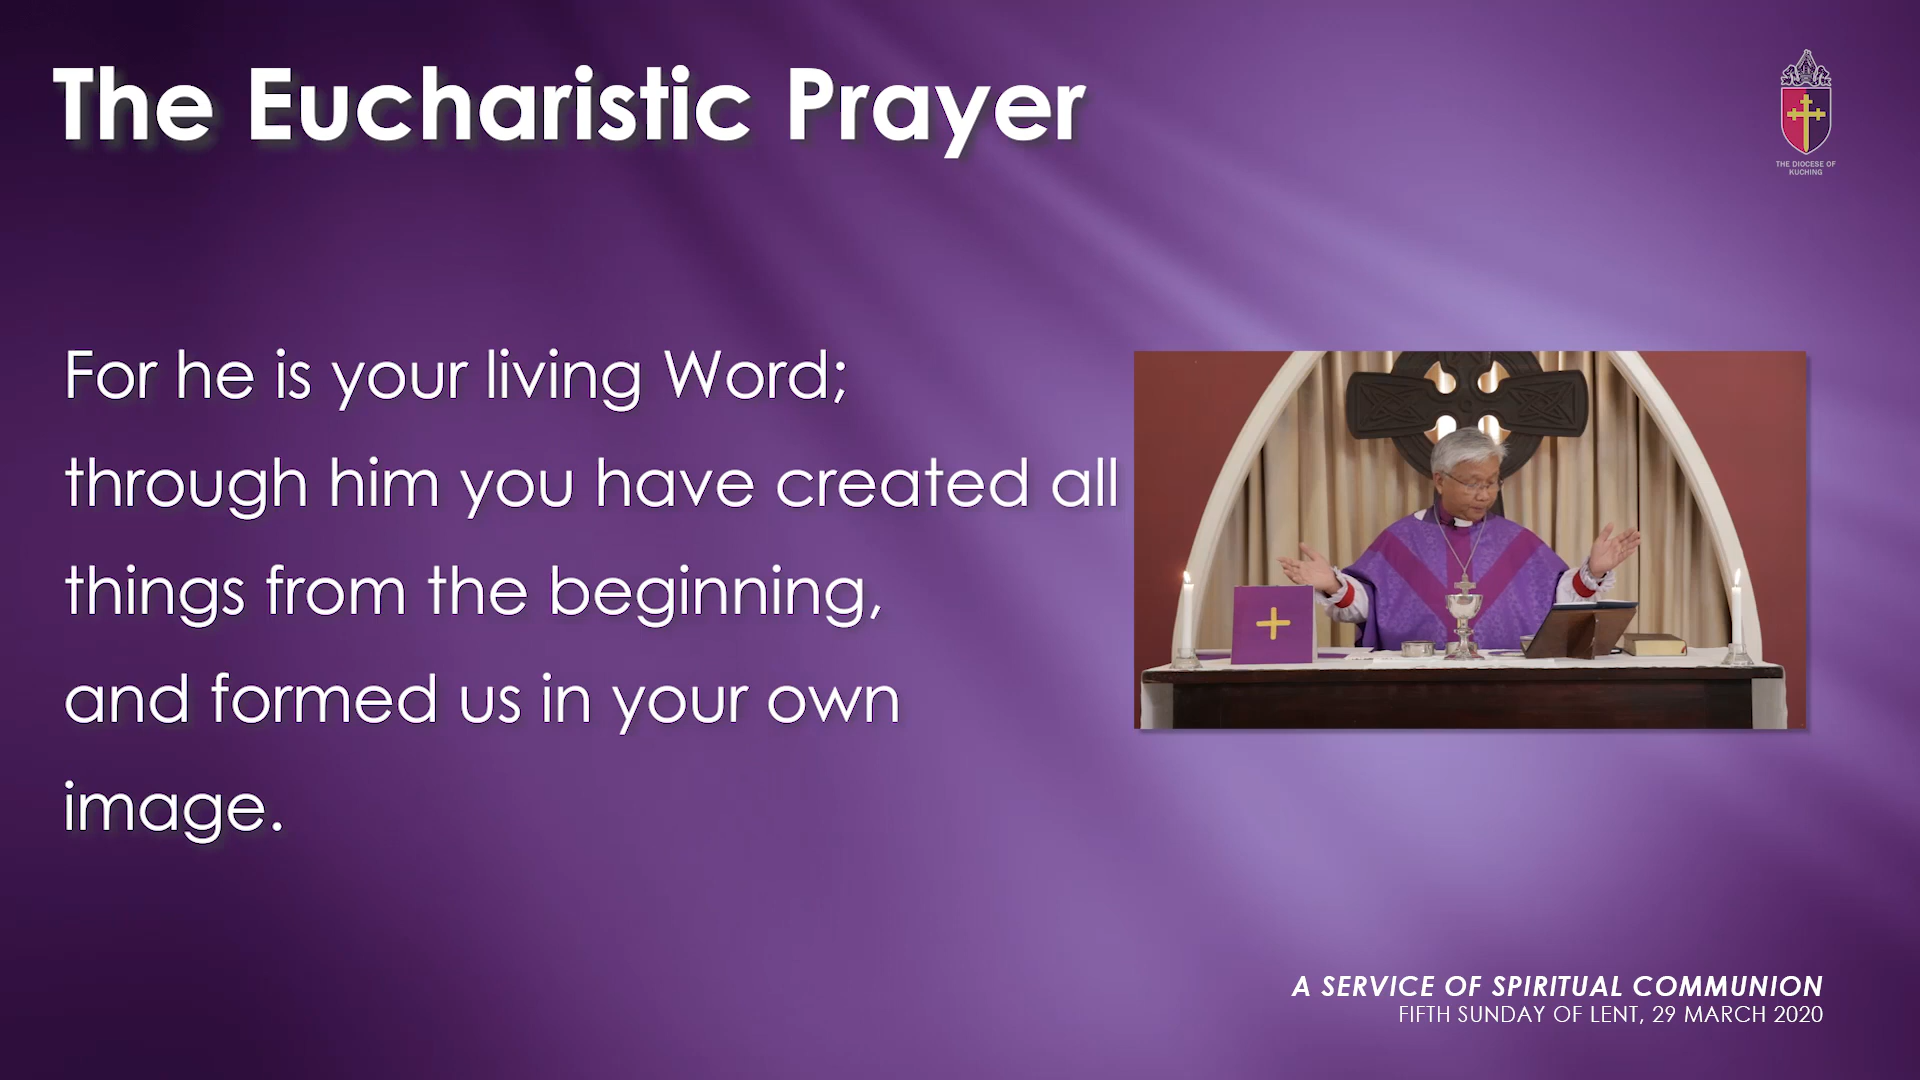 The Eucharistic Prayer
THE DIOCESE OF
KUCHING
For he is your living Word;
through him you have created all
things from the beginning,
and formed us in your own
image.
A SERVICE OF SPIRITUAL COMMUNION
FIFTH SUNDAY OF LENT, 29 MARCH 2020